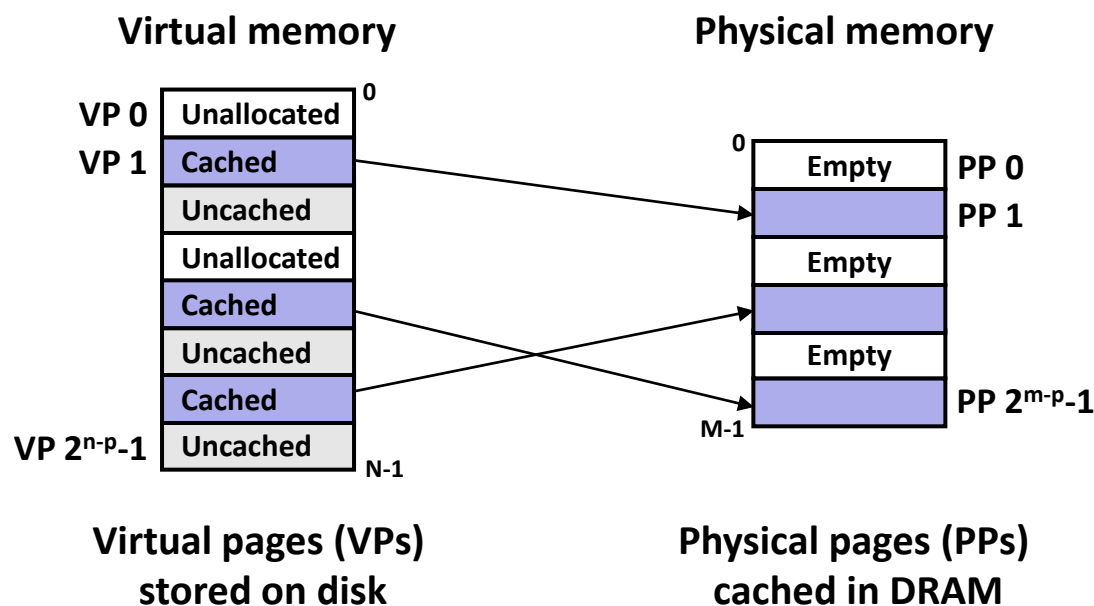 Virtual memory
Physical memory
0
VP 0 Unallocated
VP 1 Cached
Uncached
Unallocated
Cached
Uncached
Cached
VP 2^n-p-1 Uncached
N-1
0
Empty PP 0
PP 1
Empty
Empty
PP 2^m-p-1
M-1
Virtual pages (VPs)
stored on disk
Physical pages (PPs)
cached in DRAM